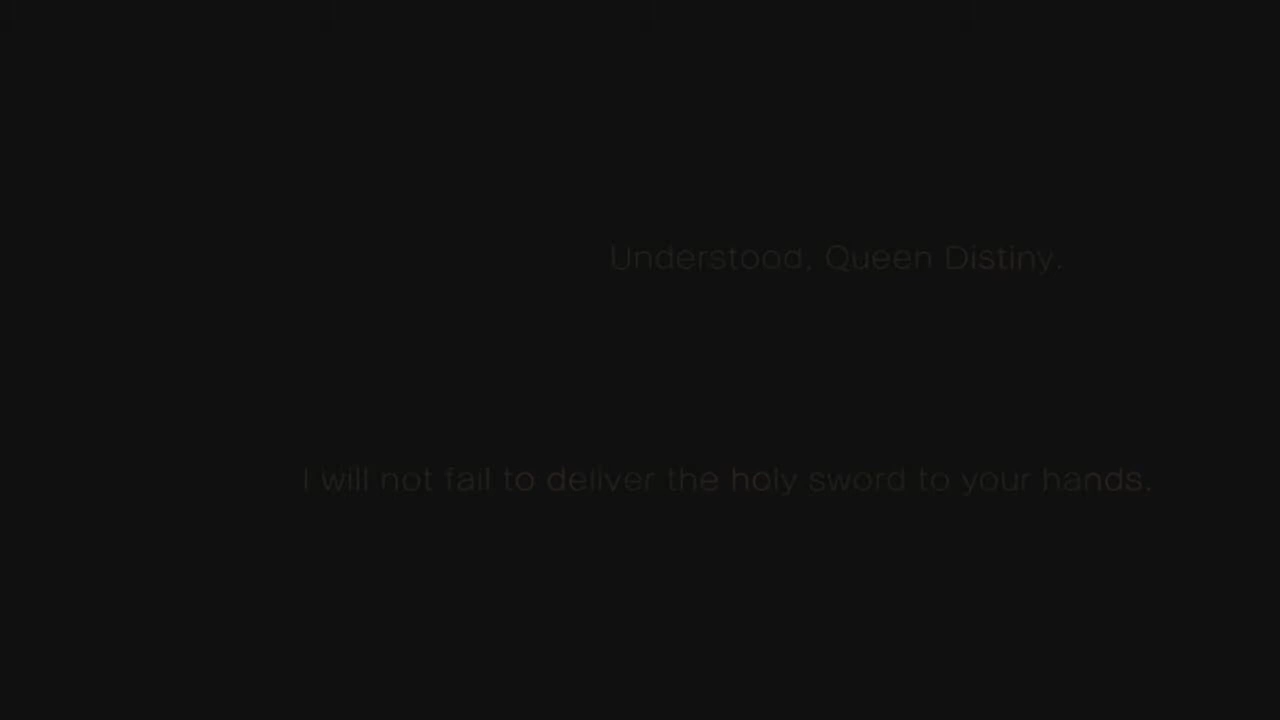 Understood, Queen Distiny.
I will not fail to deliver the holy sword to your hands.